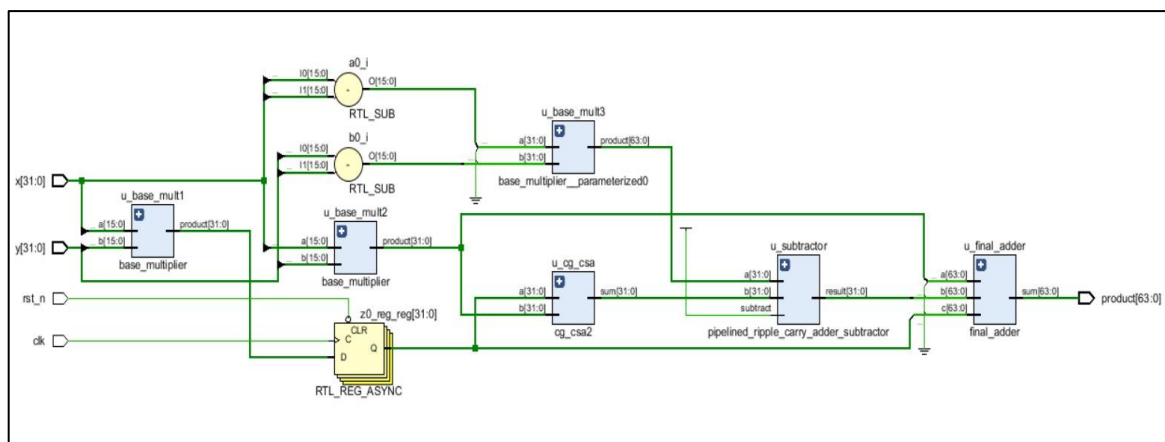 a0_i
I0[15:0]
O[15:0]
I1[15:0]
-
RTL_SUB
b0_i
I0[15:0]
O[15:0]
I1[15:0]
-
RTL_SUB
u_base_mult3
a[31:0]
product[63:0]
b[31:0]
base_multiplier__parameterized0
x[31:0]
y[31:0]
rst_n
clk
u_base_mult1
a[15:0]
product[31:0]
b[15:0]
base_multiplier
u_base_mult2
a[15:0]
product[31:0]
b[15:0]
base_multiplier
z0_reg_reg[31:0]
CLR
C
Q
D
RTL_REG_ASYNC
u_cg_csa
a[31:0]
sum[31:0]
b[31:0]
cg_csa2
u_subtractor
a[31:0]
b[31:0]
result[31:0]
subtract
pipelined_ripple_carry_adder_subtractor
u_final_adder
a[63:0]
b[63:0]
sum[63:0]
c[63:0]
final_adder
product[63:0]